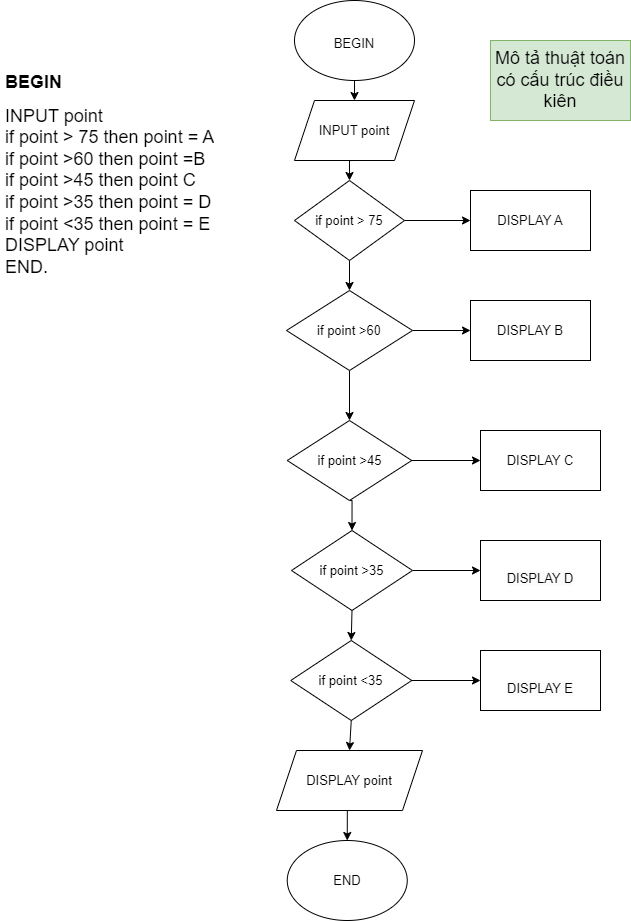 BEGIN
INPUT point
if point > 75 then point = A
if point >60 then point =B
if point >45 then point C
if point >35 then point = D
if point <35 then point = E
DISPLAY point
END.
Mô tả thuật toán
có cấu trúc điều
kiên
BEGIN
INPUT point
if point > 75
DISPLAY A
if point >60
DISPLAY B
if point >45
DISPLAY C
if point >35
DISPLAY D
if point <35
DISPLAY E
DISPLAY point
END